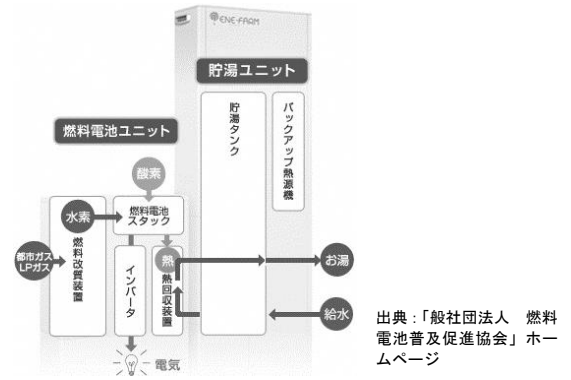 ENE-FARM
貯湯ユニット
貯湯タンク
バックアップ熱源機
燃料電池ユニット
酸素
水素
燃料電池
スタック
都市ガス
LPガス
燃料改質装置
インバータ
熱
熱回収装置
お湯
給水
電気
出典：「般社団法人　燃料
電池普及促進協会」ホー
ムページ